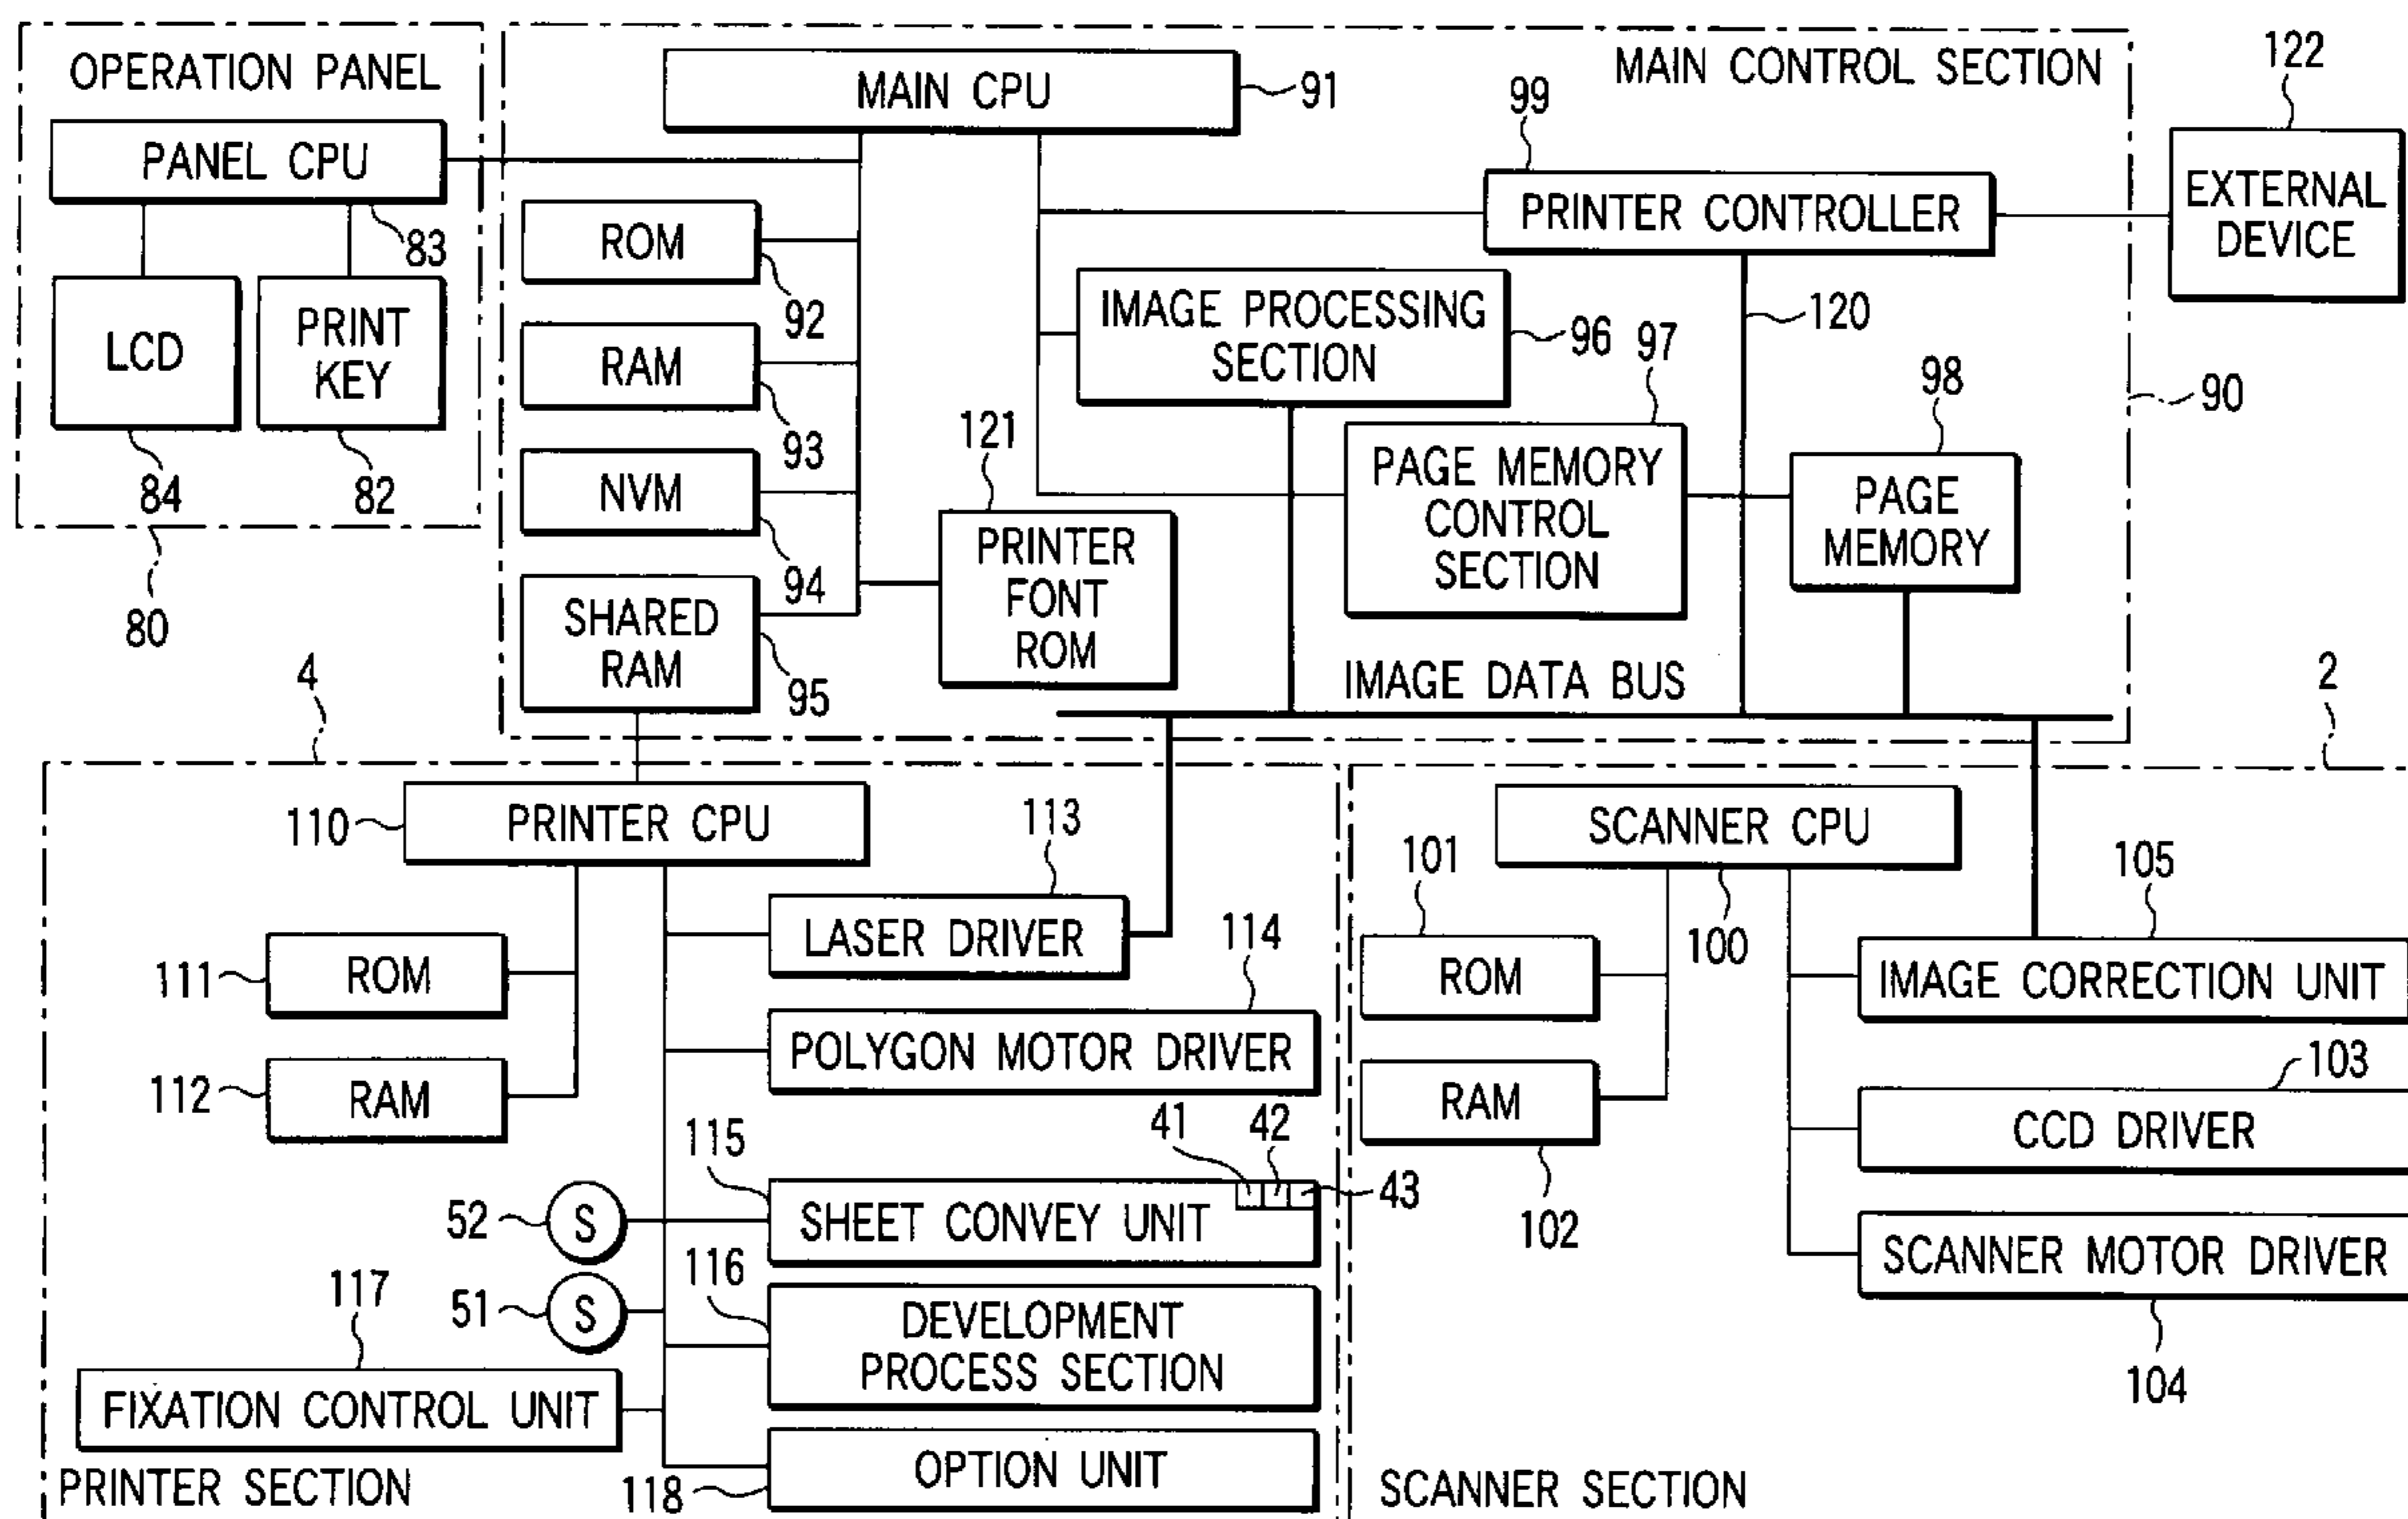 OPERATION PANEL
PANEL CPU
83
LCD
PRINT
KEY
84
82
80
MAIN CONTROL SECTION
MAIN CPU
91
ROM
92
RAM
93
NVM
94
SHARED
RAM
95
121
PRINTER
FONT
ROM
99
PRINTER CONTROLLER
IMAGE PROCESSING
SECTION
96
97
PAGE MEMORY
CONTROL
SECTION
120
98
PAGE
MEMORY
IMAGE DATA BUS
90
122
EXTERNAL
DEVICE
4
110
PRINTER CPU
111
ROM
112
RAM
113
LASER DRIVER
114
POLYGON MOTOR DRIVER
115
41
42
43
SHEET CONVEY UNIT
52
S
51
S
116
DEVELOPMENT
PROCESS SECTION
117
FIXATION CONTROL UNIT
118
OPTION UNIT
PRINTER SECTION
2
SCANNER CPU
100
101
ROM
RAM
102
105
IMAGE CORRECTION UNIT
103
CCD DRIVER
SCANNER MOTOR DRIVER
104
SCANNER SECTION